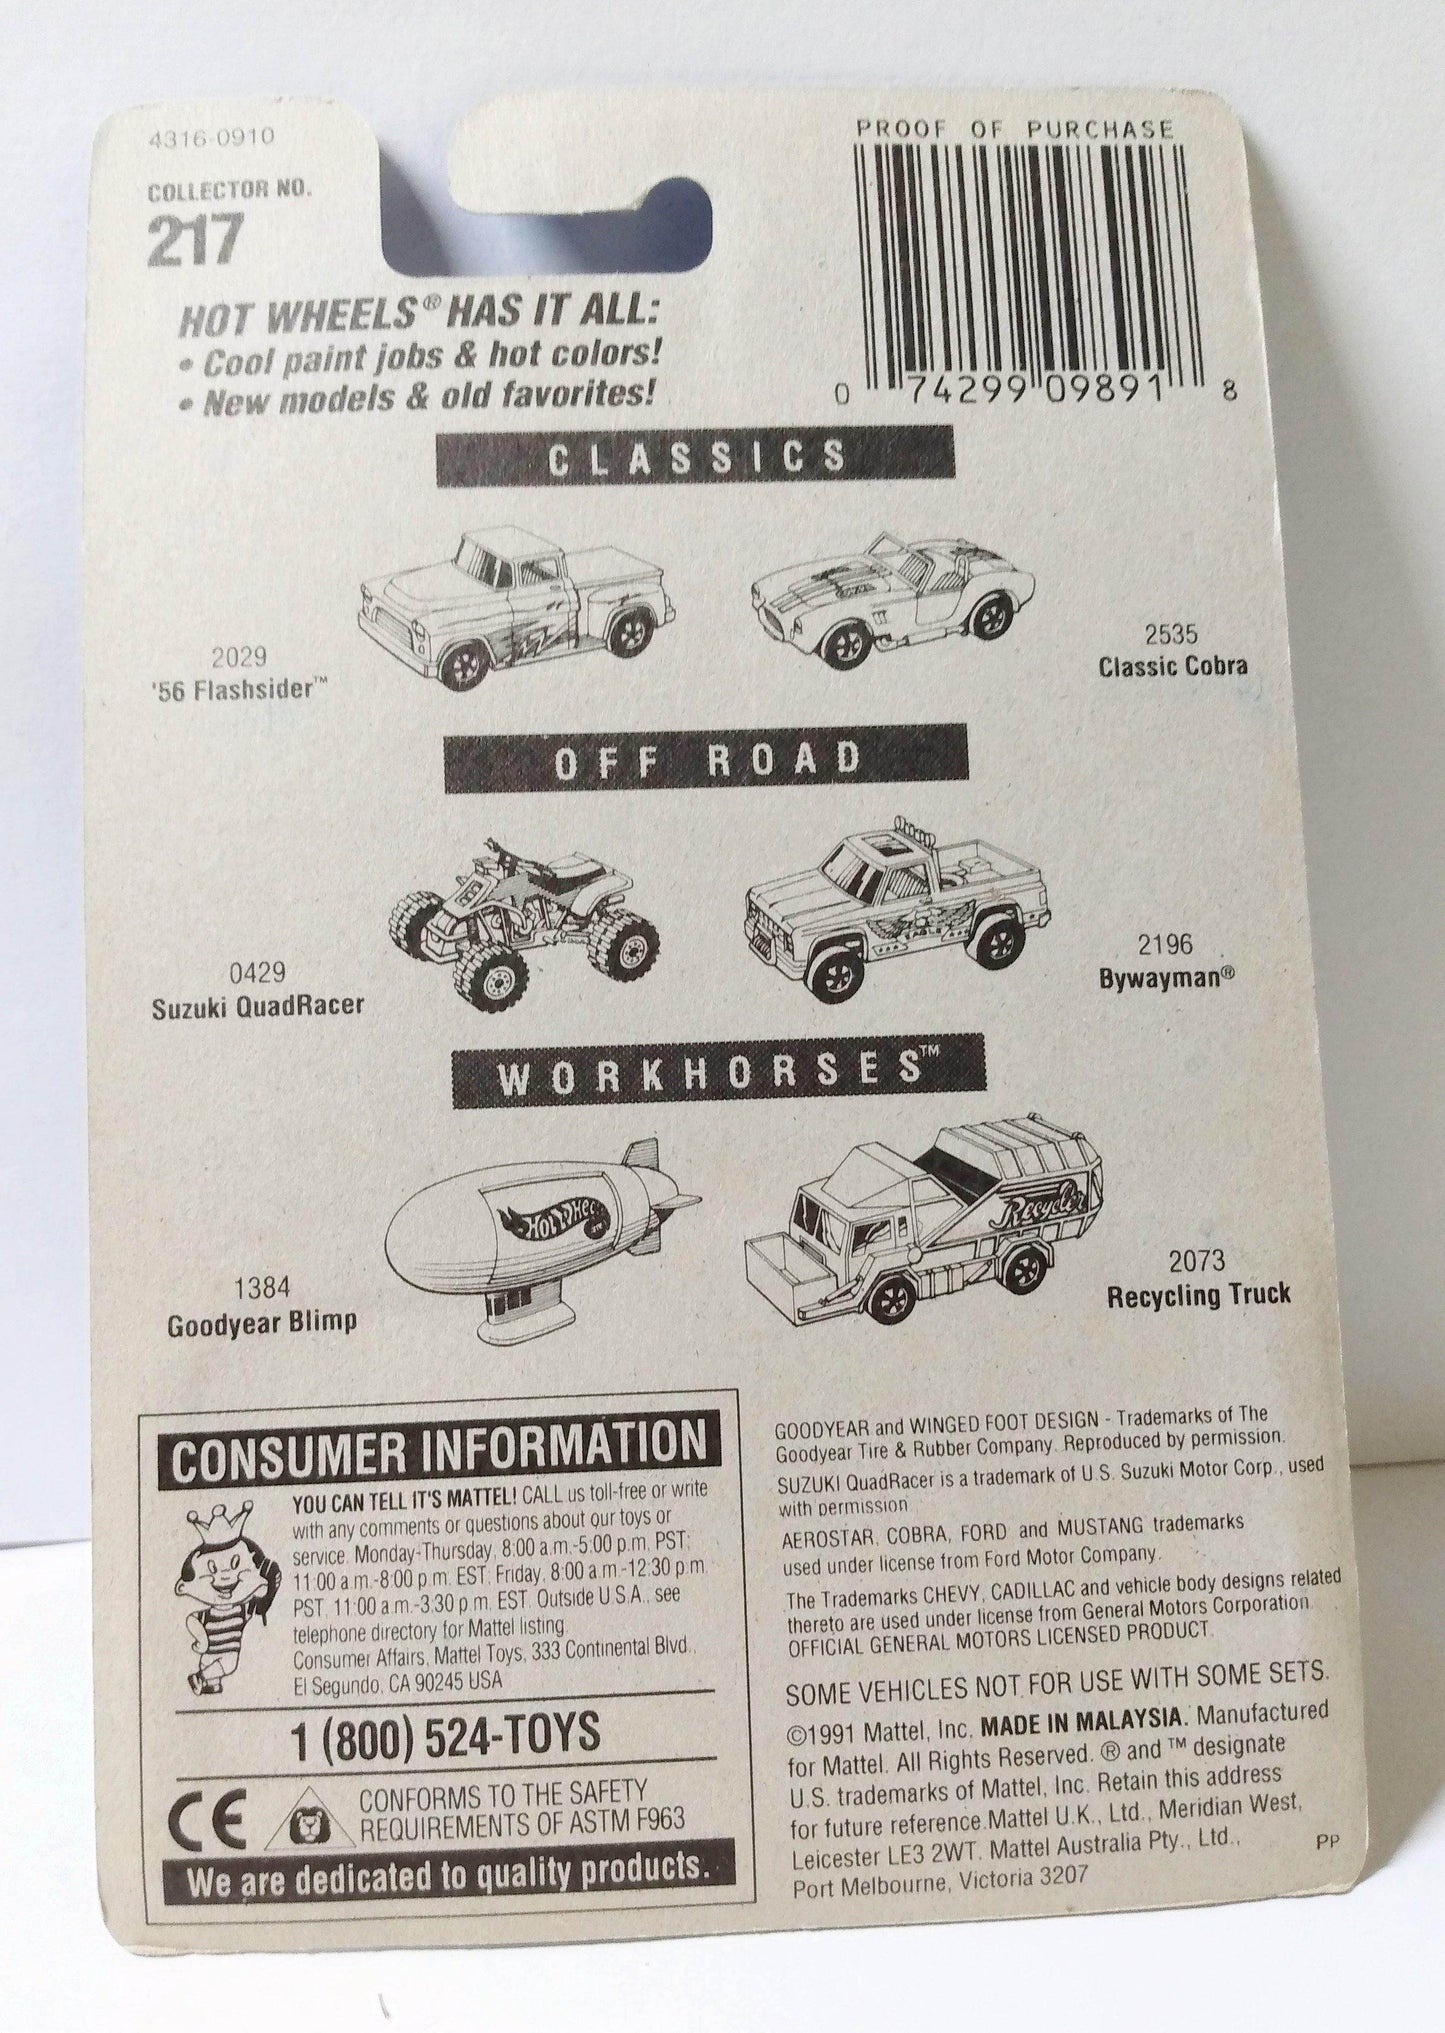 4316-0910
COLLECTOR NO.
217
PROOF OF PURCHASE
0 74299 09891 8
HOT WHEELS® HAS IT ALL:
• Cool paint jobs & hot colors!
• New models & old favorites!
CLASSICS
2029
'56 Flashsider™
2535
Classic Cobra
OFF ROAD
0429
Suzuki QuadRacer
EAGLE
2196
Bywayman®
WORKHORSES™
Hot Wheels
1384
Goodyear Blimp
Recycler
2073
Recycling Truck
CONSUMER INFORMATION
YOU CAN TELL IT'S MATTEL! CALL us toll-free or write
with any comments or questions about our toys or
service. Monday-Thursday, 8:00 a.m.-5:00 p.m. PST;
11:00 a.m.-8:00 p.m. EST; Friday, 8:00 a.m.-12:30 p.m.
PST, 11:00 a.m.-3:30 p.m. EST. Outside U.S.A., see
telephone directory for Mattel listing.
Consumer Affairs, Mattel Toys, 333 Continental Blvd.,
El Segundo, CA 90245 USA
1 (800) 524-TOYS
CE
CONFORMS TO THE SAFETY
REQUIREMENTS OF ASTM F963
We are dedicated to quality products.
GOODYEAR and WINGED FOOT DESIGN - Trademarks of The
Goodyear Tire & Rubber Company. Reproduced by permission.
SUZUKI QuadRacer is a trademark of U.S. Suzuki Motor Corp., used
with permission
AEROSTAR, COBRA, FORD and MUSTANG trademarks
used under license from Ford Motor Company.
The Trademarks CHEVY, CADILLAC and vehicle body designs related
thereto are used under license from General Motors Corporation.
OFFICIAL GENERAL MOTORS LICENSED PRODUCT.
SOME VEHICLES NOT FOR USE WITH SOME SETS.
©1991 Mattel, Inc. MADE IN MALAYSIA. Manufactured
for Mattel. All Rights Reserved. ® and ™ designate
U.S. trademarks of Mattel, Inc. Retain this address
for future reference.Mattel U.K., Ltd., Meridian West,
Leicester LE3 2WT. Mattel Australia Pty., Ltd.,
Port Melbourne, Victoria 3207
PP